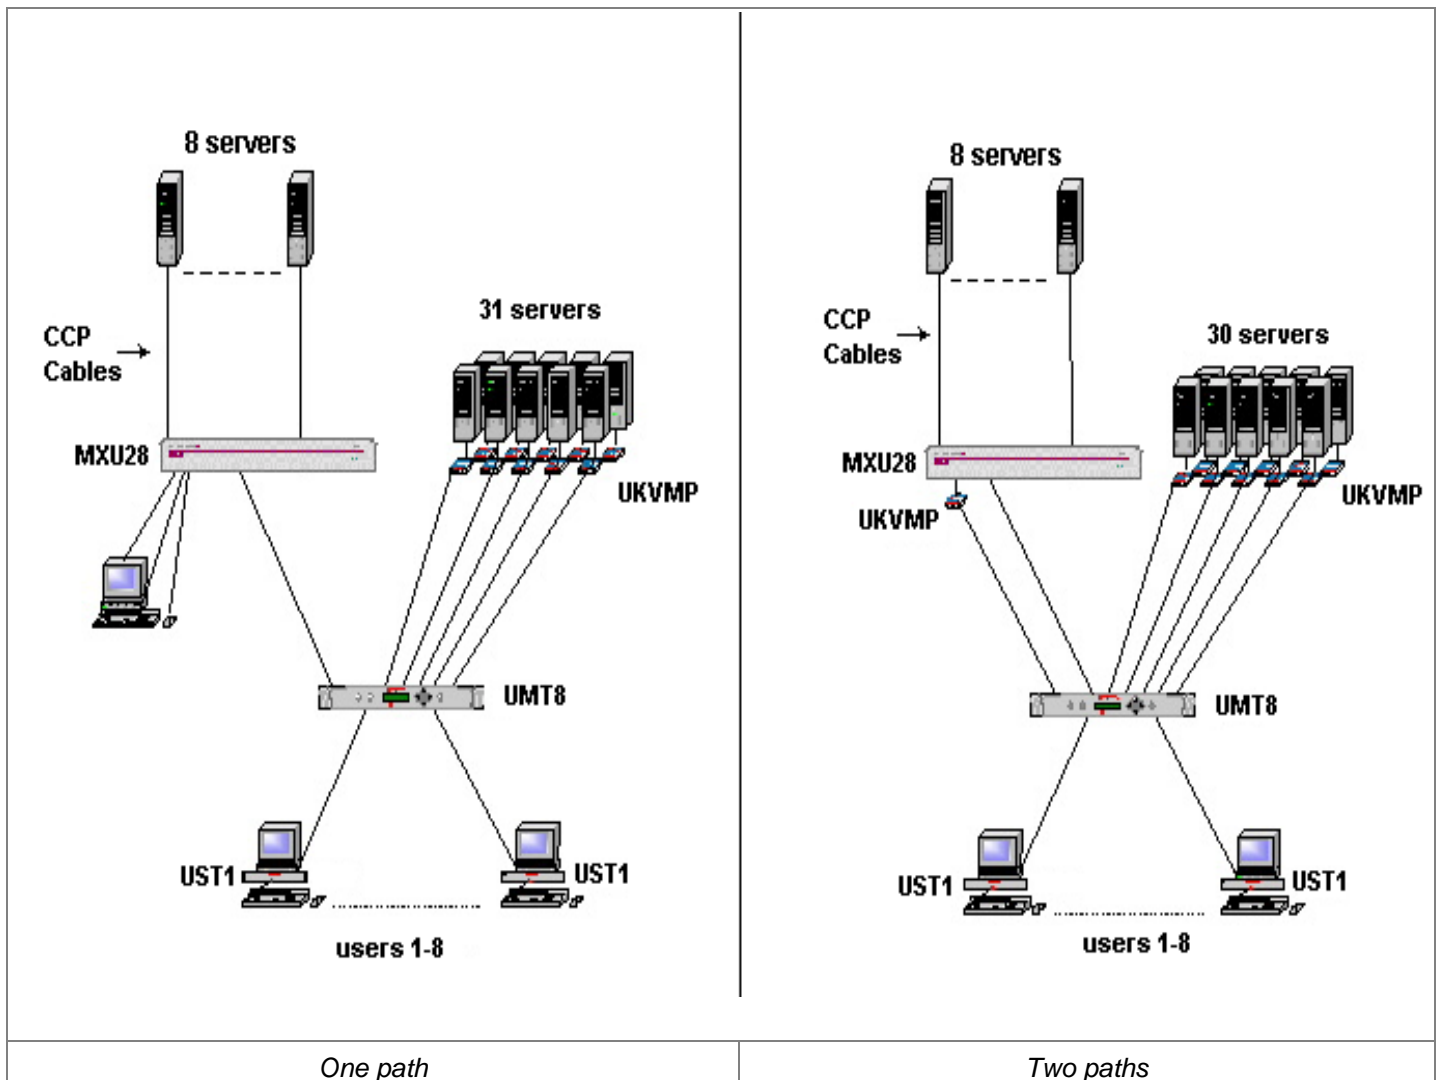 8 servers
31 servers
CCP
Cables
MXU28
UKVMP
UMT8
UST1
UST1
users 1-8
One path
8 servers
30 servers
CCP
Cables
MXU28
UKVMP
UKVMP
UMT8
UST1
UST1
users 1-8
Two paths